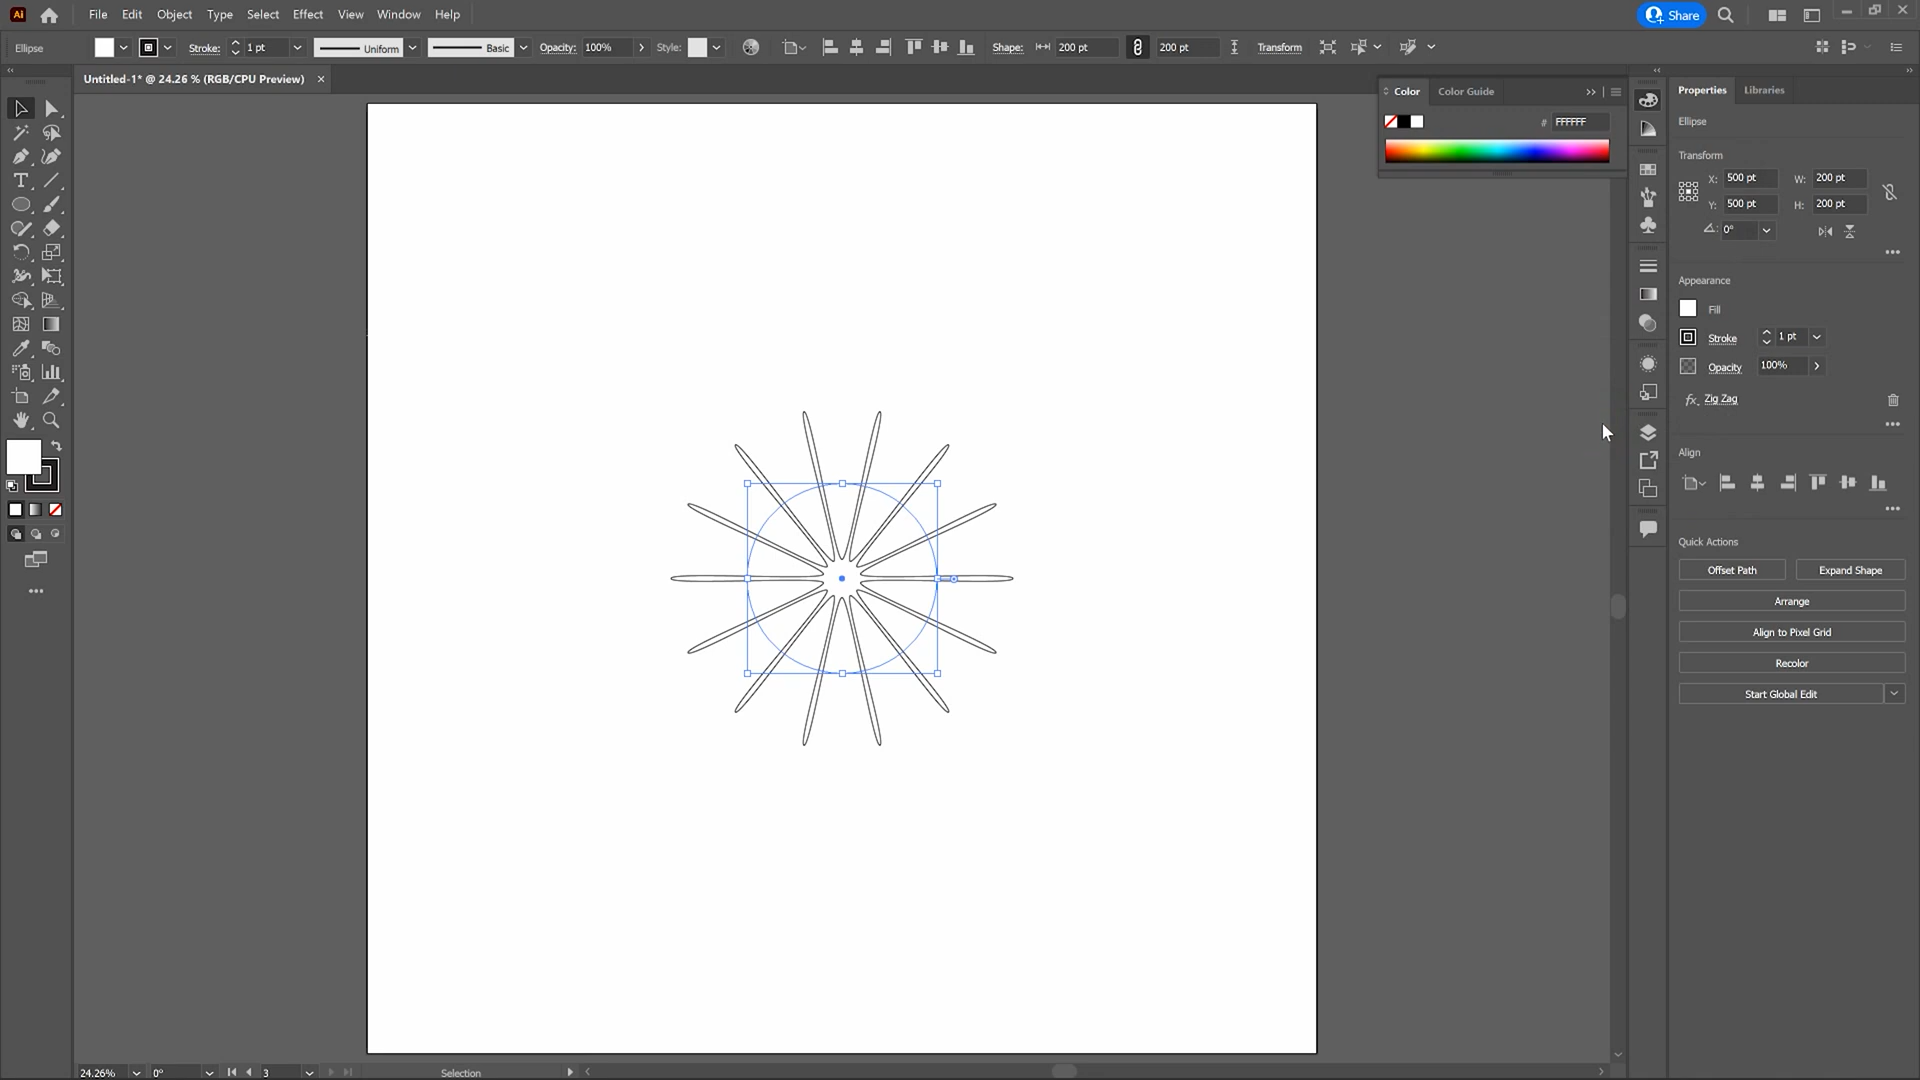 Ai File Edit Object Type Select Effect View Window Help Share
Ellipse Stroke: 1 pt Uniform Basic Opacity: 100% Style: Shape: 200 pt 200 pt Transform
Untitled-1* @ 24.26 % (RGB/CPU Preview)
Color Color Guide
# FFFFFF
Properties Libraries
Ellipse
Transform
X: 500 pt W: 200 pt
Y: 500 pt H: 200 pt
0°
Appearance
Fill
Stroke 1 pt
Opacity 100%
fx. Zig Zag
Align
Quick Actions
Offset Path Expand Shape
Arrange
Align to Pixel Grid
Recolor
Start Global Edit
24.26% 0° 3 Selection